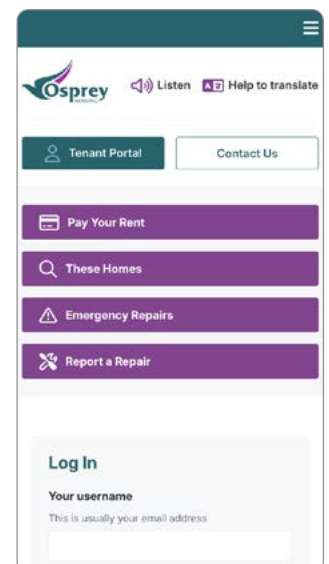 Osprey
HOUSING
Listen
Help to translate
Tenant Portal
Contact Us
Pay Your Rent
These Homes
Emergency Repairs
Report a Repair
Log In
Your username
This is usually your email address